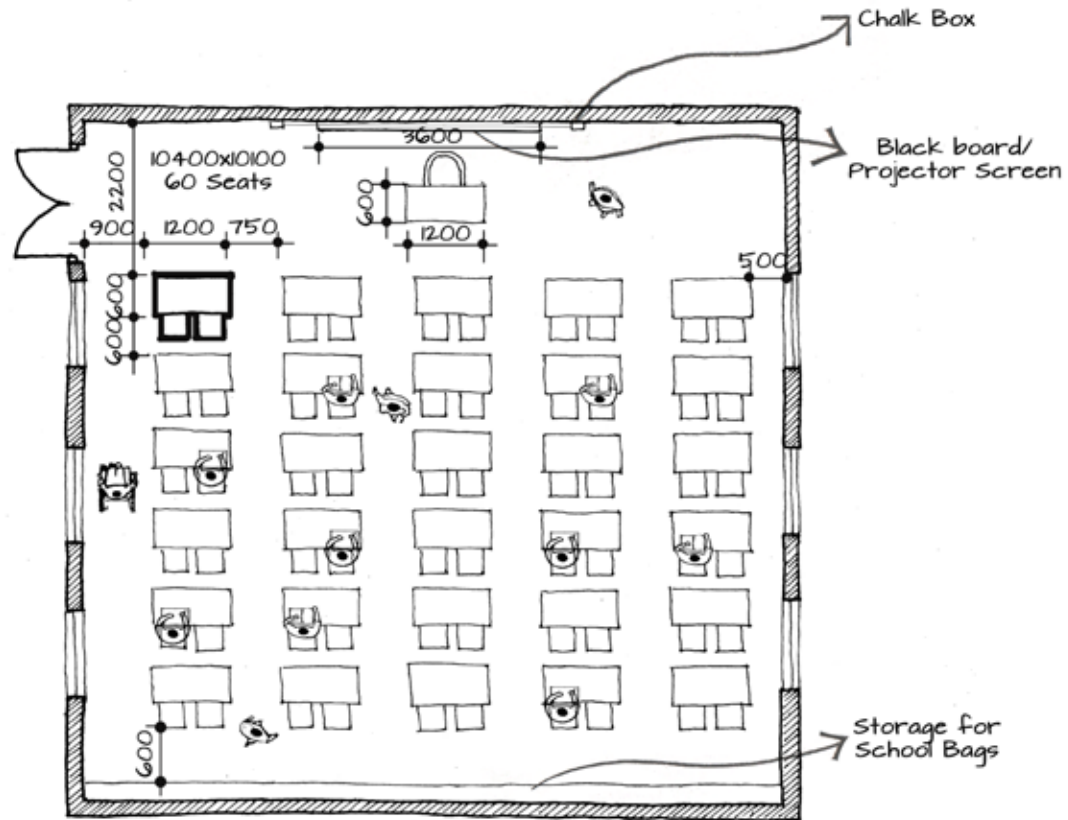 Chalk Box
3600
Black board/
Projector Screen
10400x10100
60 Seats
2200
600
900
1200
750
1200
500
600
600
Storage for
School Bags
600